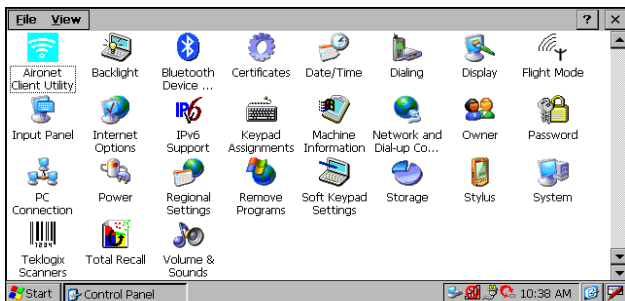 File View ? ×
Aironet Client Utility
Backlight
Bluetooth Device ...
Certificates
Date/Time
Dialing
Display
Flight Mode
Input Panel
Internet Options
IPv6
IPv6 Support
Keypad Assignments
Machine Information
Network and Dial-up Co...
Owner
Password
PC Connection
Power
Regional Settings
Remove Programs
Soft Keypad Settings
Storage
Stylus
System
1234
Teklogix Scanners
Total Recall
Volume & Sounds
Start Control Panel 10:38 AM